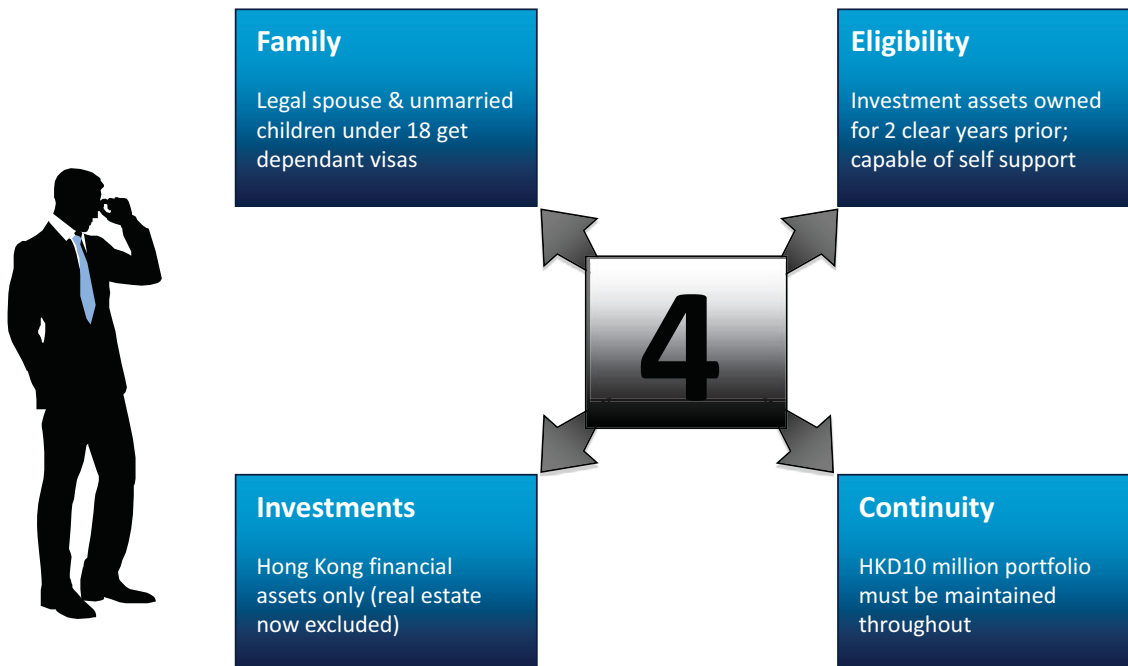 Family
Legal spouse & unmarried
children under 18 get
dependant visas
Eligibility
Investment assets owned
for 2 clear years prior;
capable of self support
4
Investments
Hong Kong financial
assets only (real estate
now excluded)
Continuity
HKD10 million portfolio
must be maintained
throughout